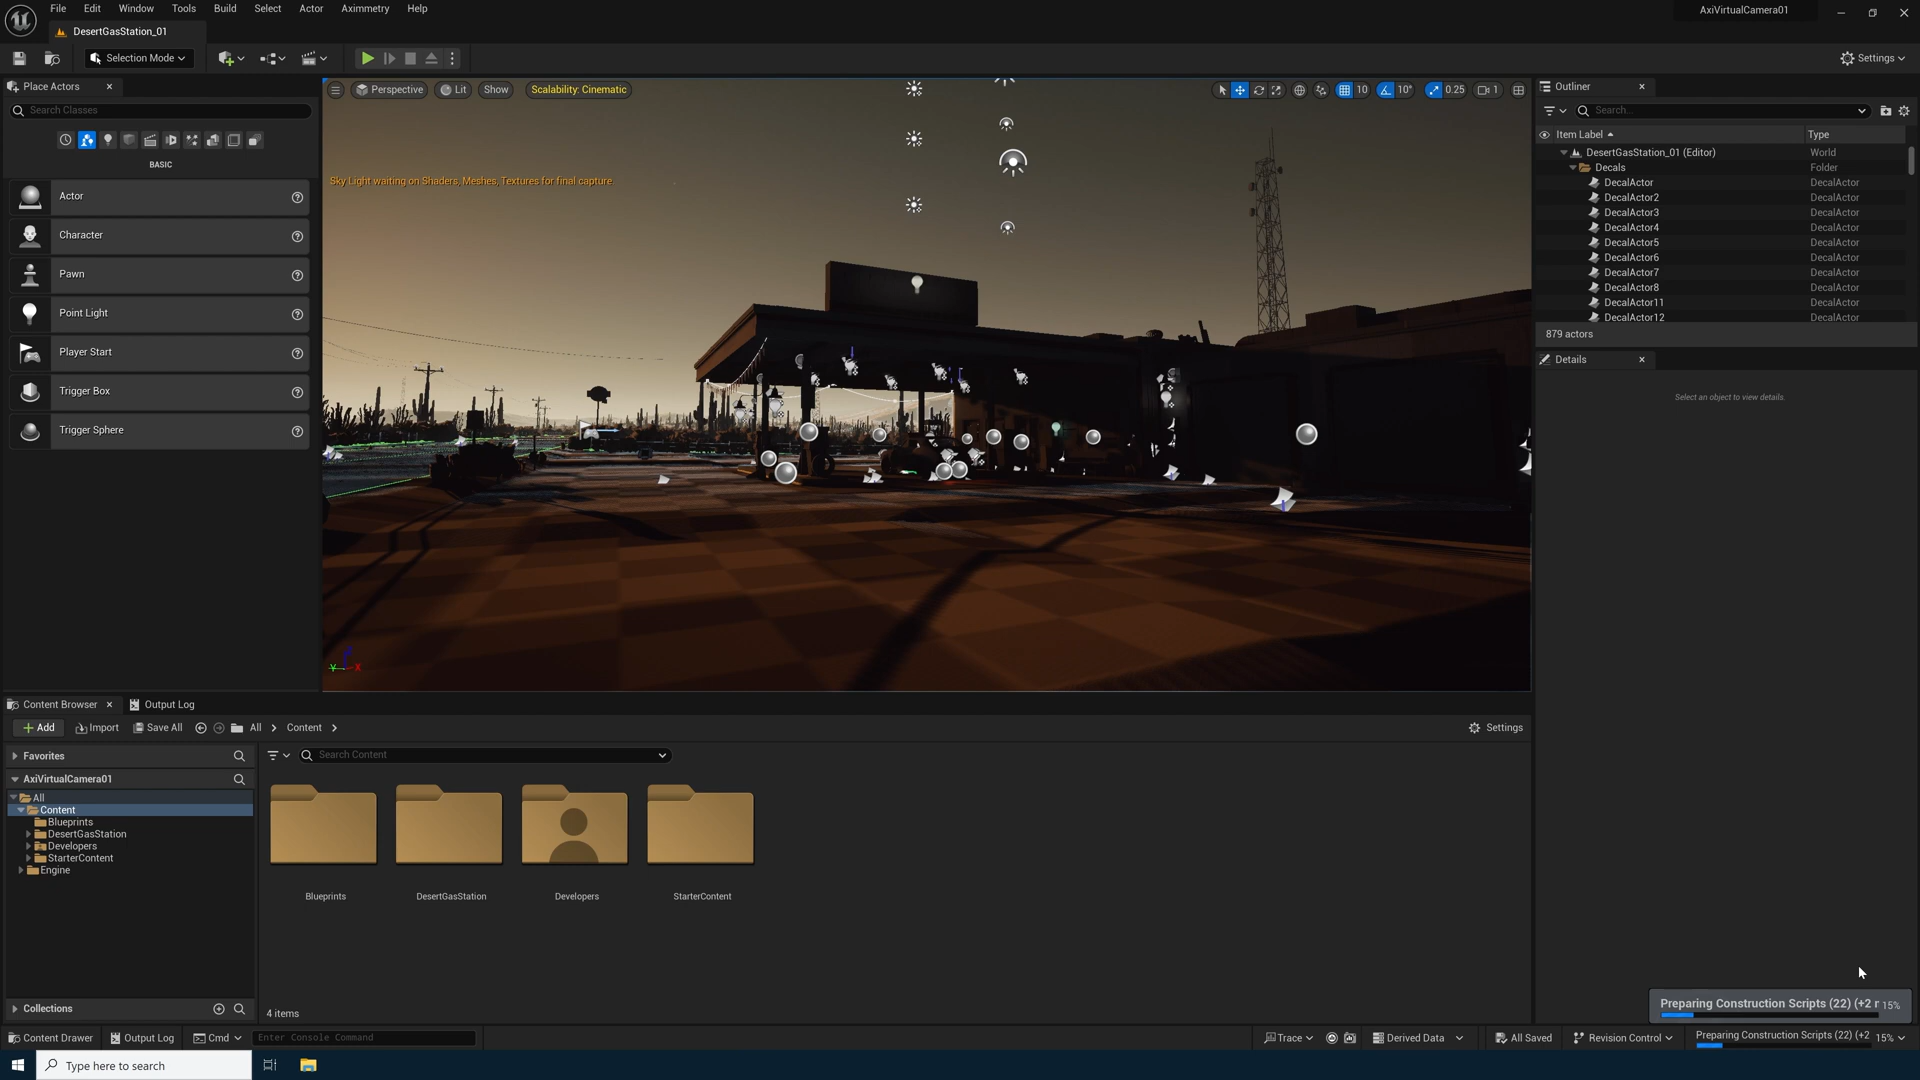 File Edit Window Tools Build Select Actor Aximmetry Help
AxiVirtualCamera01
DesertGasStation_01
Selection Mode
Settings
Place Actors
Search Classes
BASIC
Actor
Character
Pawn
Point Light
Player Start
Trigger Box
Trigger Sphere
Perspective Lit Show Scalability: Cinematic
10 10° 0.25 1
Sky Light waiting on Shaders, Meshes, Textures for final capture.
Y X
Outliner
Search...
Item Label Type
DesertGasStation_01 (Editor) World
Decals Folder
DecalActor DecalActor
DecalActor2 DecalActor
DecalActor3 DecalActor
DecalActor4 DecalActor
DecalActor5 DecalActor
DecalActor6 DecalActor
DecalActor7 DecalActor
DecalActor8 DecalActor
DecalActor11 DecalActor
DecalActor12 DecalActor
879 actors
Details
Select an object to view details.
Content Browser Output Log
Add Import Save All All Content Settings
Favorites
Search Content
AxiVirtualCamera01
All
Content
Blueprints
DesertGasStation
Developers
StarterContent
Engine
Blueprints DesertGasStation Developers StarterContent
Collections
4 items
Preparing Construction Scripts (22) (+2 r 15%
Content Drawer Output Log Cmd Enter Console Command Trace Derived Data All Saved Revision Control Preparing Construction Scripts (22) (+2 15%
Type here to search